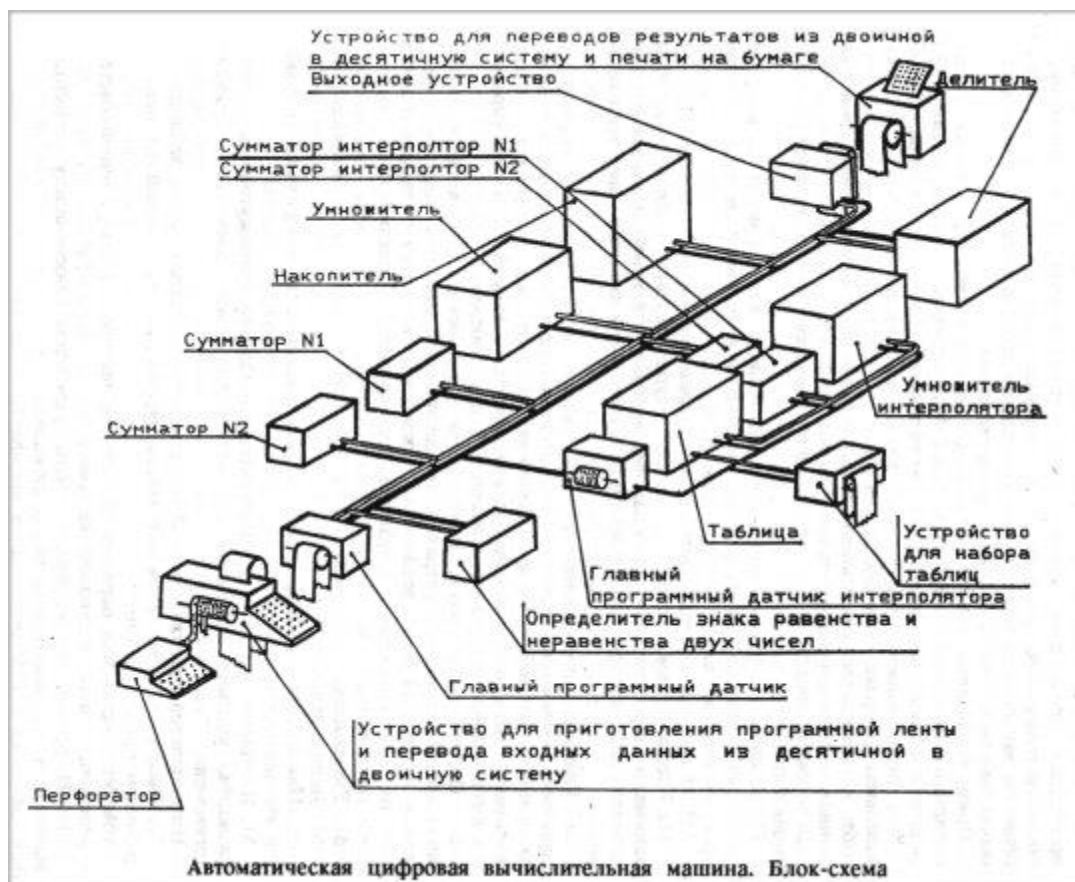 Устройство для переводов результатов из двоичной
в десятичную систему и печати на бумаге
Выходное устройство
Делитель
Сумматор интерполтор N1
Сумматор интерполтор N2
Умножитель
Накопитель
Сумматор N1
Умножитель
интерполятора
Сумматор N2
Таблица
Устройство
для набора
таблиц
Главный
программный датчик интерполятора
Определитель знака равенства и
неравенства двух чисел
Главный программный датчик
Устройство для приготовления программной ленты
и перевода входных данных из десятичной в
двоичную систему
Перфоратор
Автоматическая цифровая вычислительная машина. Блок-схема